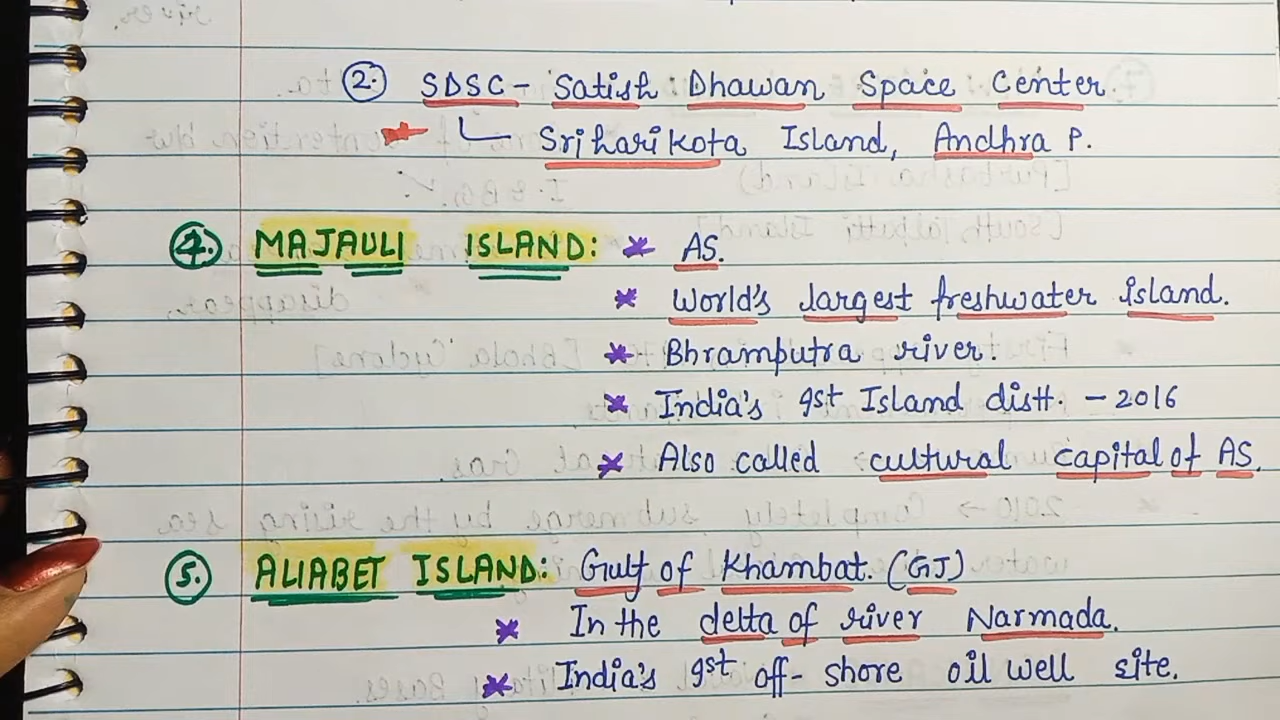 2. SDSC - Satish Dhawan Space Center
Sriharikota Island, Andhra P.
4. MAJAULI ISLAND: * AS.
* World's largest freshwater island.
* Bhramputra river.
* India's 1st Island distt. - 2016
* Also called cultural capital of AS.
5. ALIABET ISLAND: Gulf of Khambat. (GJ)
* In the delta of river Narmada.
* India's 1st off-shore oil well site.